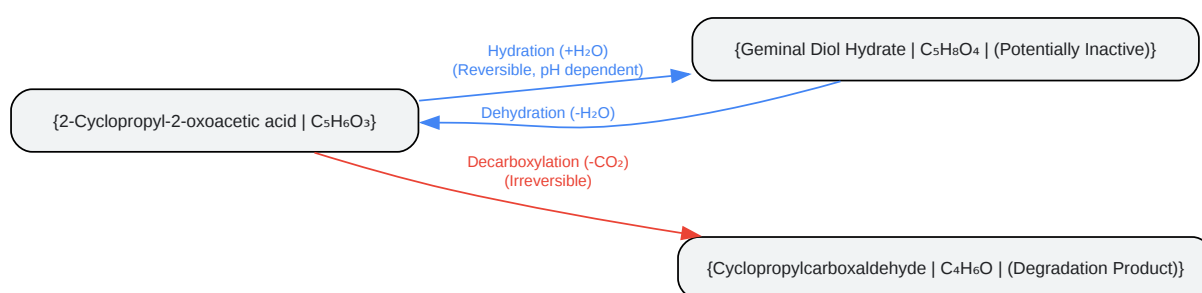 Hydration (+H₂O)
(Reversible, pH dependent)
{Geminal Diol Hydrate | C₅H₈O₄ | (Potentially Inactive)}
Dehydration (-H₂O)
{2-Cyclopropyl-2-oxoacetic acid | C₅H₆O₃}
Decarboxylation (-CO₂)
(Irreversible)
{Cyclopropylcarboxaldehyde | C₄H₆O | (Degradation Product)}